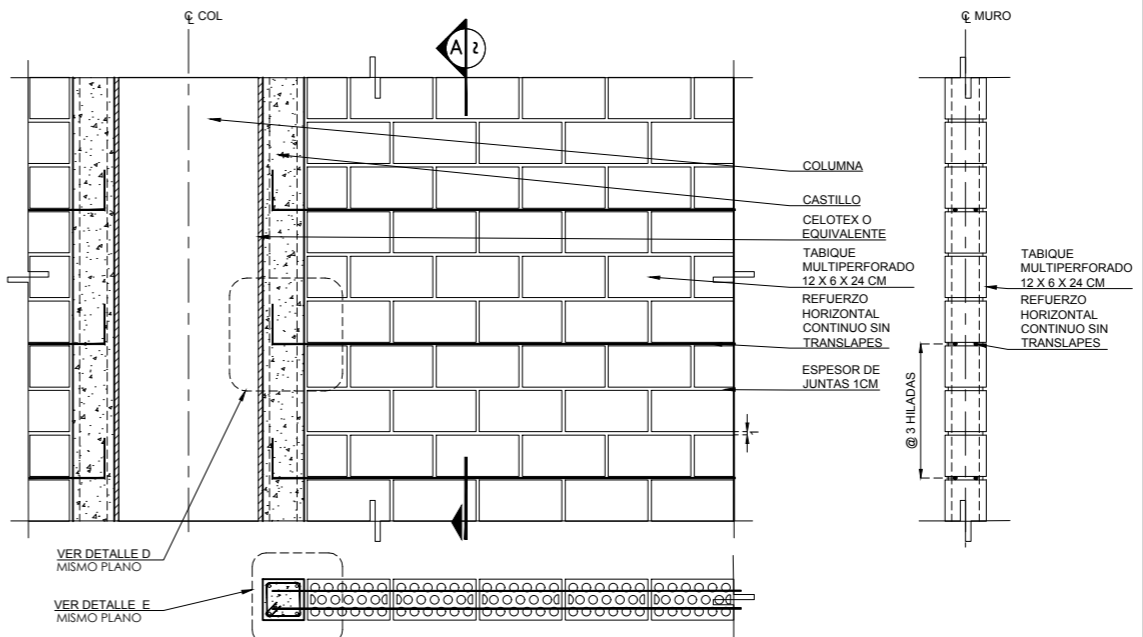 ℄ COL
℄ MURO
A
2
COLUMNA
CASTILLO
CELOTEX O
EQUIVALENTE
TABIQUE
MULTIPERFORADO
12 X 6 X 24 CM
REFUERZO
HORIZONTAL
CONTINUO SIN
TRANSLAPES
ESPESOR DE
JUNTAS 1CM
TABIQUE
MULTIPERFORADO
12 X 6 X 24 CM
REFUERZO
HORIZONTAL
CONTINUO SIN
TRANSLAPES
@ 3 HILADAS
VER DETALLE D
MISMO PLANO
VER DETALLE E
MISMO PLANO